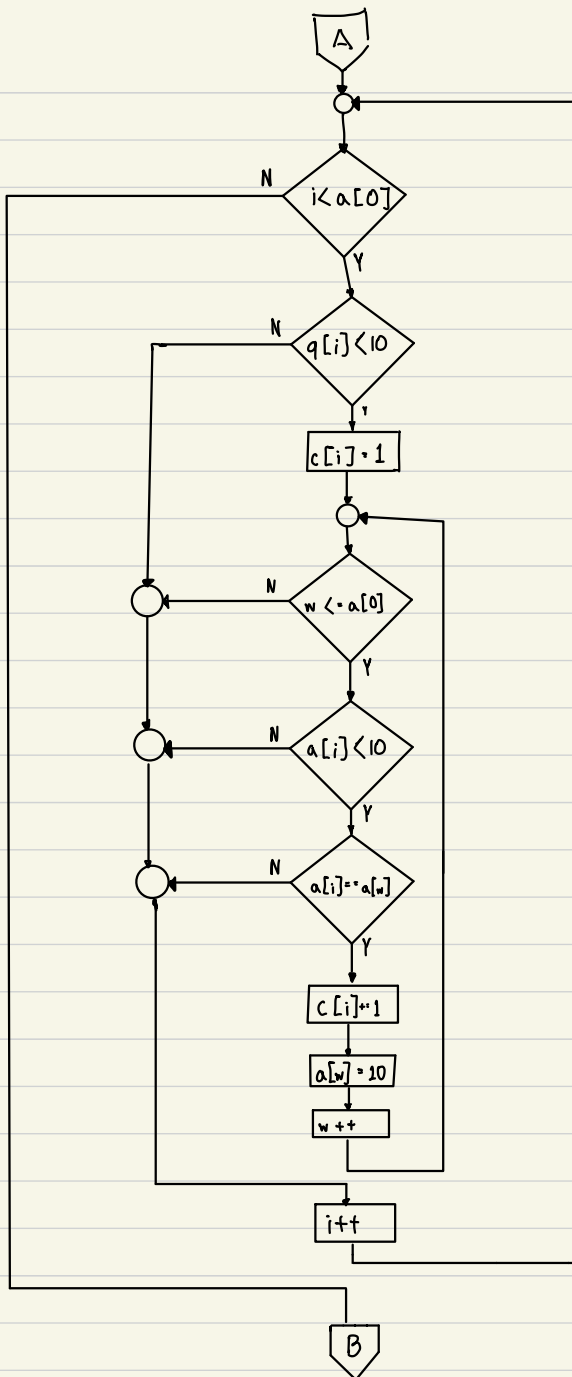 A
N
i<a[0]
Y
N
q[i]<10
c[i]=1
N
w<=a[0]
Y
N
a[i]<10
Y
N
a[i]==a[w]
Y
C[i]+=1
a[w]=10
w++
i++
B